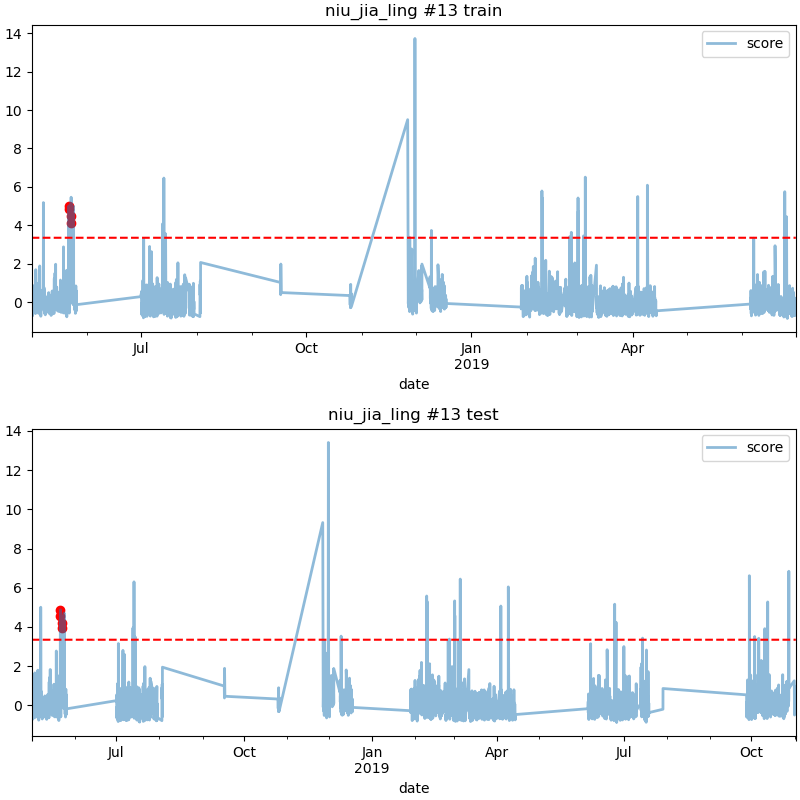 niu_jia_ling #13 train
score
14
12
10
8
6
4
2
0
Jul
Oct
Jan
2019
Apr
date
niu_jia_ling #13 test
score
14
12
10
8
6
4
2
0
Jul
Oct
Jan
2019
Apr
Jul
Oct
date